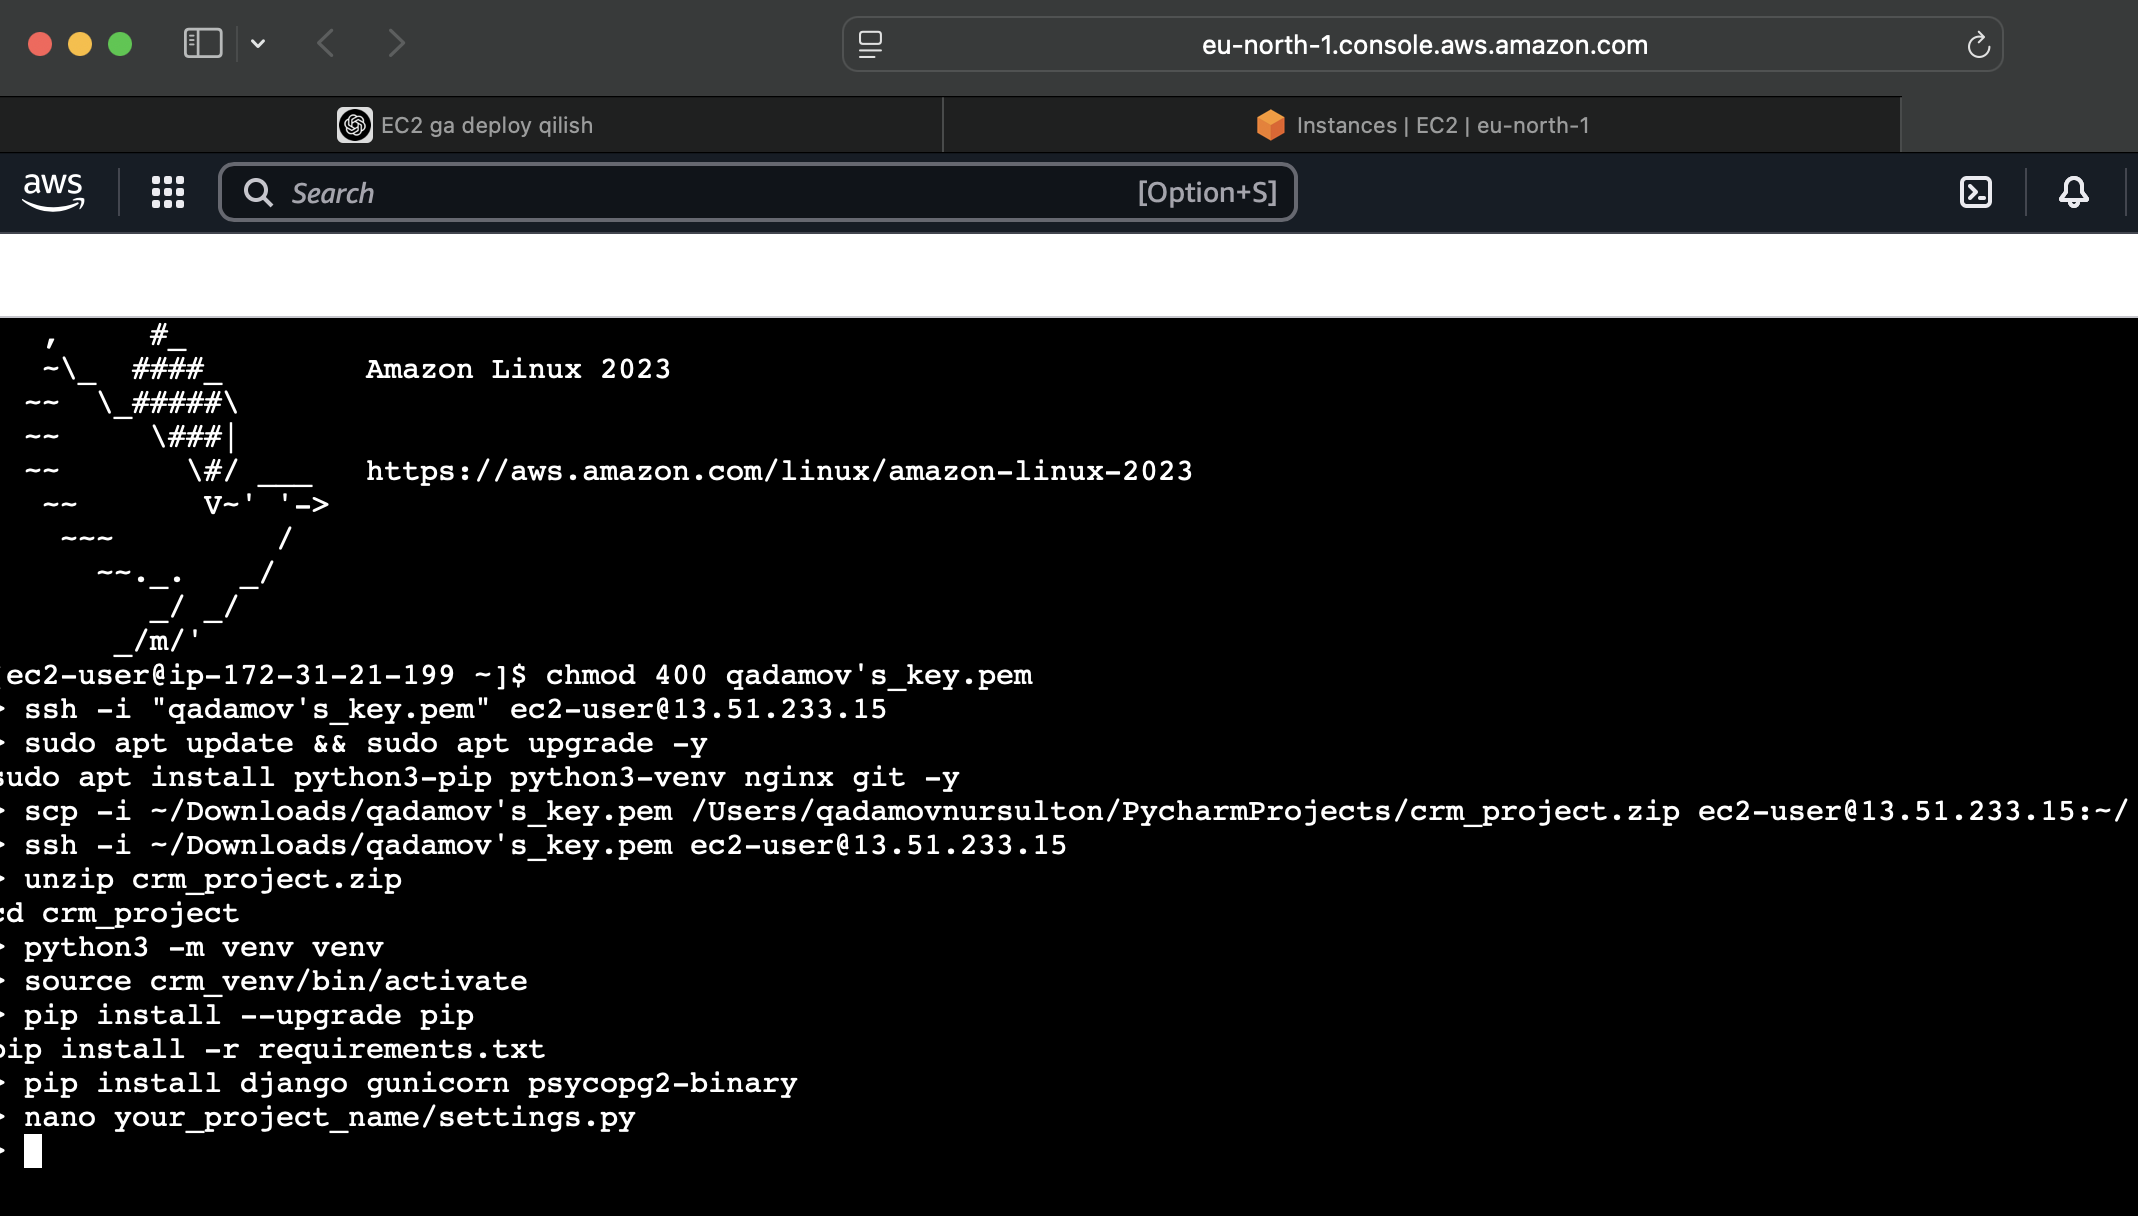 eu-north-1.console.aws.amazon.com
EC2 ga deploy qilish
Instances | EC2 | eu-north-1
aws
Search
[Option+S]
   ,     #_
   ~\_  ####_        Amazon Linux 2023
  ~~  \_#####\
  ~~     \###|
  ~~       \#/ ___   https://aws.amazon.com/linux/amazon-linux-2023
   ~~       V~' '->
    ~~~         /
      ~~._.   _/
         _/ _/
       _/m/'
[ec2-user@ip-172-31-21-199 ~]$ chmod 400 qadamov's_key.pem
> ssh -i "qadamov's_key.pem" ec2-user@13.51.233.15
> sudo apt update && sudo apt upgrade -y
sudo apt install python3-pip python3-venv nginx git -y
> scp -i ~/Downloads/qadamov's_key.pem /Users/qadamovnursulton/PycharmProjects/crm_project.zip ec2-user@13.51.233.15:~/
> ssh -i ~/Downloads/qadamov's_key.pem ec2-user@13.51.233.15
> unzip crm_project.zip
cd crm_project
> python3 -m venv venv
> source crm_venv/bin/activate
> pip install --upgrade pip
pip install -r requirements.txt
> pip install django gunicorn psycopg2-binary
> nano your_project_name/settings.py
>